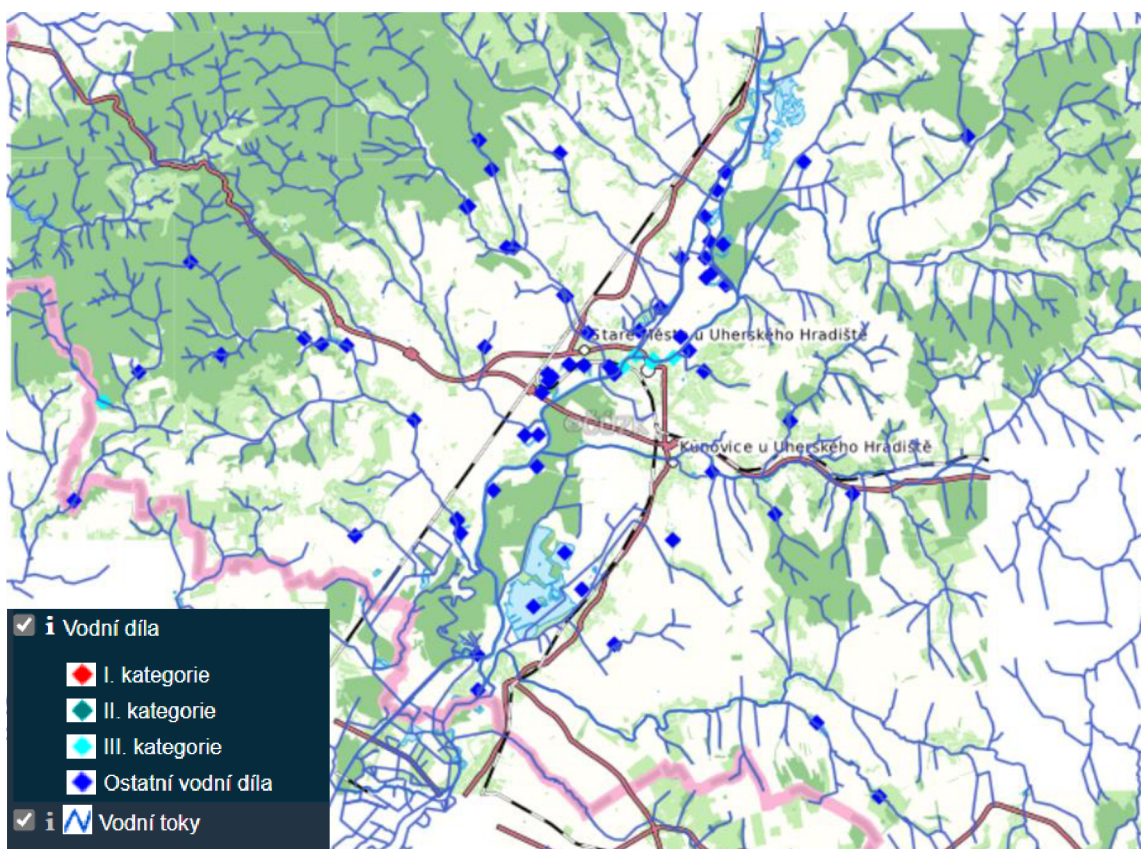 Staré Město u Uherského Hradiště
Kunovice u Uherského Hradiště
Vodní díla
I. kategorie
II. kategorie
III. kategorie
Ostatní vodní díla
Vodní toky